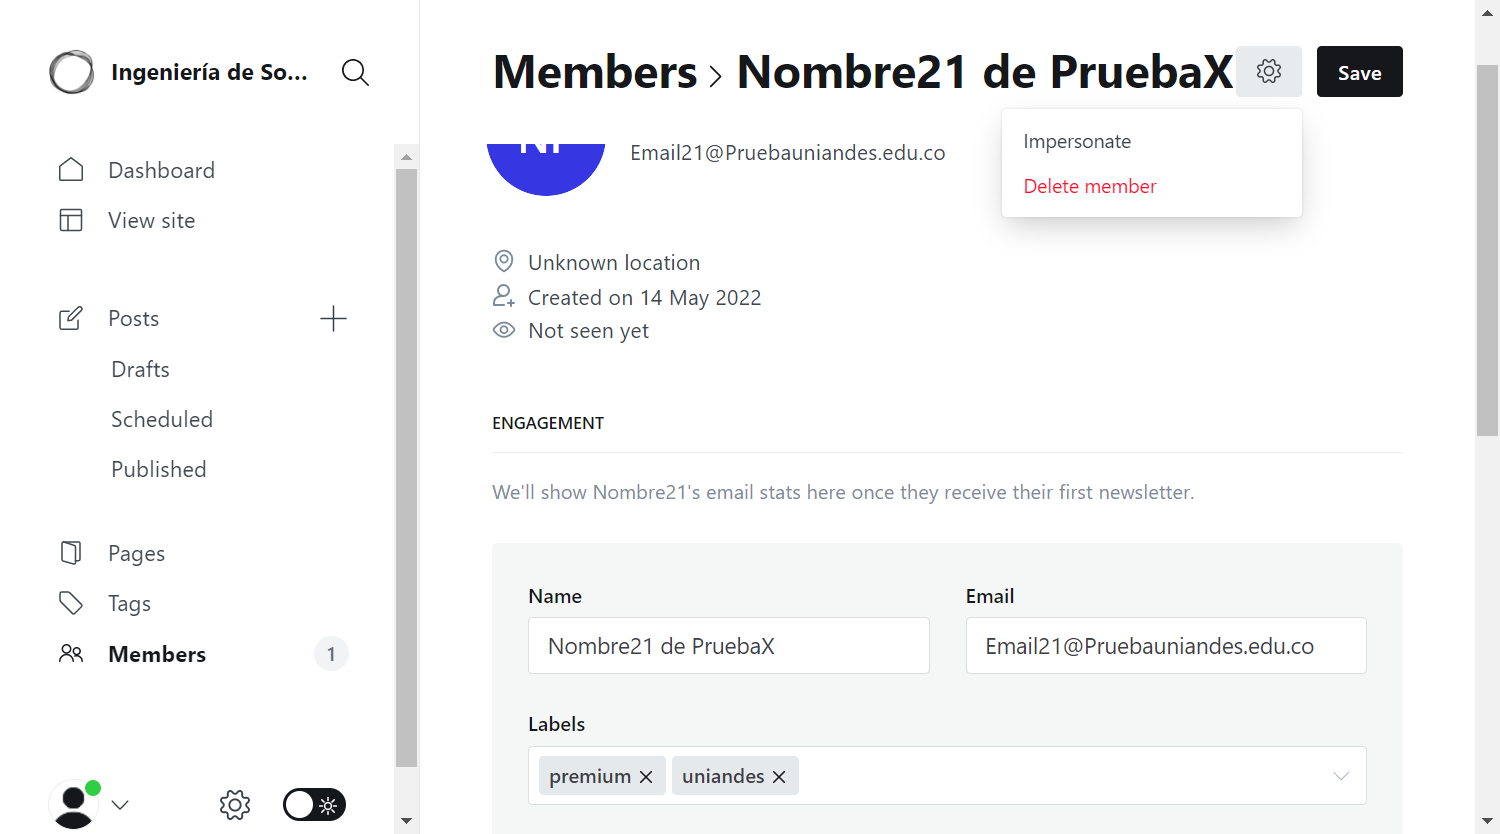 Ingeniería de So...
Dashboard
View site
Posts
Drafts
Scheduled
Published
Pages
Tags
Members 1
Members > Nombre21 de PruebaX
Save
Impersonate
Delete member
Email21@Pruebauniandes.edu.co
Unknown location
Created on 14 May 2022
Not seen yet
ENGAGEMENT
We'll show Nombre21's email stats here once they receive their first newsletter.
Name
Nombre21 de PruebaX
Email
Email21@Pruebauniandes.edu.co
Labels
premium
uniandes